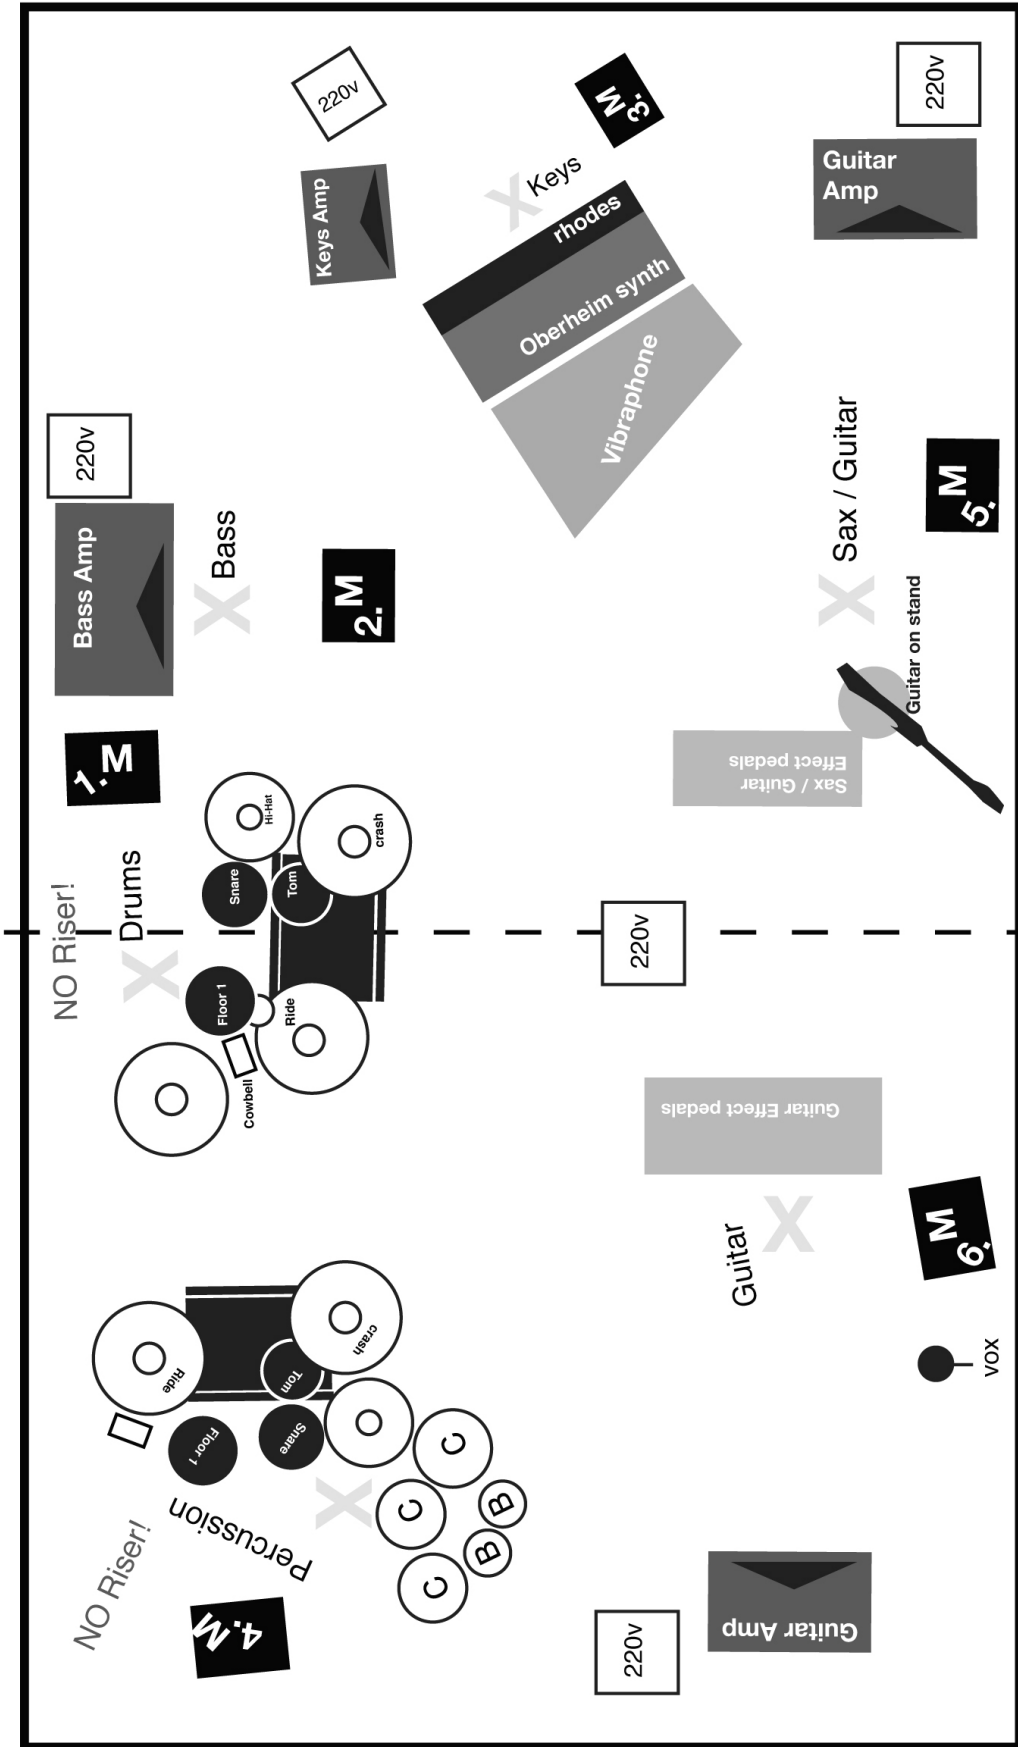 220v
Keys Amp
M
3.
Keys
rhodes
Oberheim synth
Vibraphone
220v
Guitar
Amp
220v
Bass Amp
Bass
M
2.
Sax / Guitar
M
5.
Guitar on stand
Sax / Guitar
Effect pedals
M
1.
NO Riser!
Drums
Hi-Hat
crash
Snare
Tom
Floor 1
Ride
cowbell
220v
Guitar Effect pedals
Guitar
M
6.
vox
Ride
crash
Tom
Snare
Floor 1
Percussion
NO Riser!
4.
M
C
C
C
B
B
220v
Guitar Amp